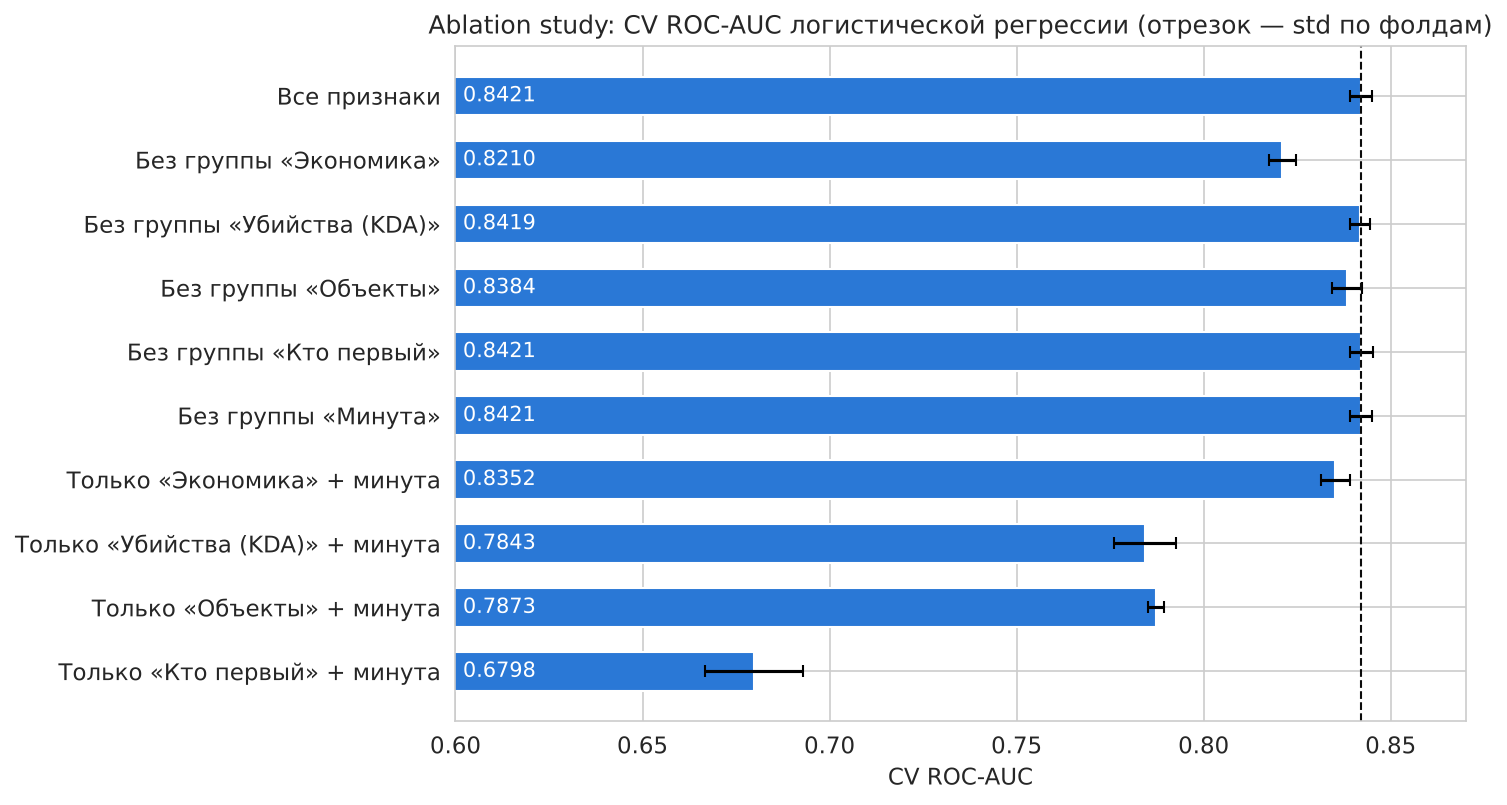 Ablation study: CV ROC-AUC логистической регрессии (отрезок — std по фолдам)
Все признаки 0.8421
Без группы «Экономика» 0.8210
Без группы «Убийства (KDA)» 0.8419
Без группы «Объекты» 0.8384
Без группы «Кто первый» 0.8421
Без группы «Минута» 0.8421
Только «Экономика» + минута 0.8352
Только «Убийства (KDA)» + минута 0.7843
Только «Объекты» + минута 0.7873
Только «Кто первый» + минута 0.6798
0.60 0.65 0.70 0.75 0.80 0.85
CV ROC-AUC